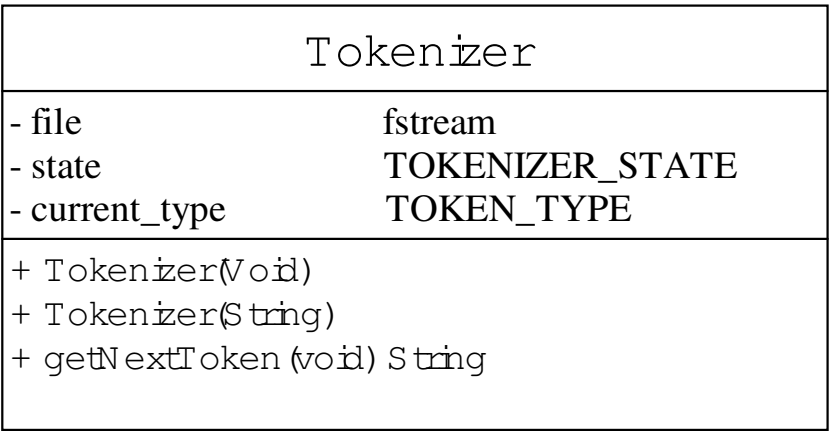 Tokenizer
- file fstream
- state TOKENIZER_STATE
- current_type TOKEN_TYPE
+ Tokenizer(Void)
+ Tokenizer(String)
+ getNextToken(void) String